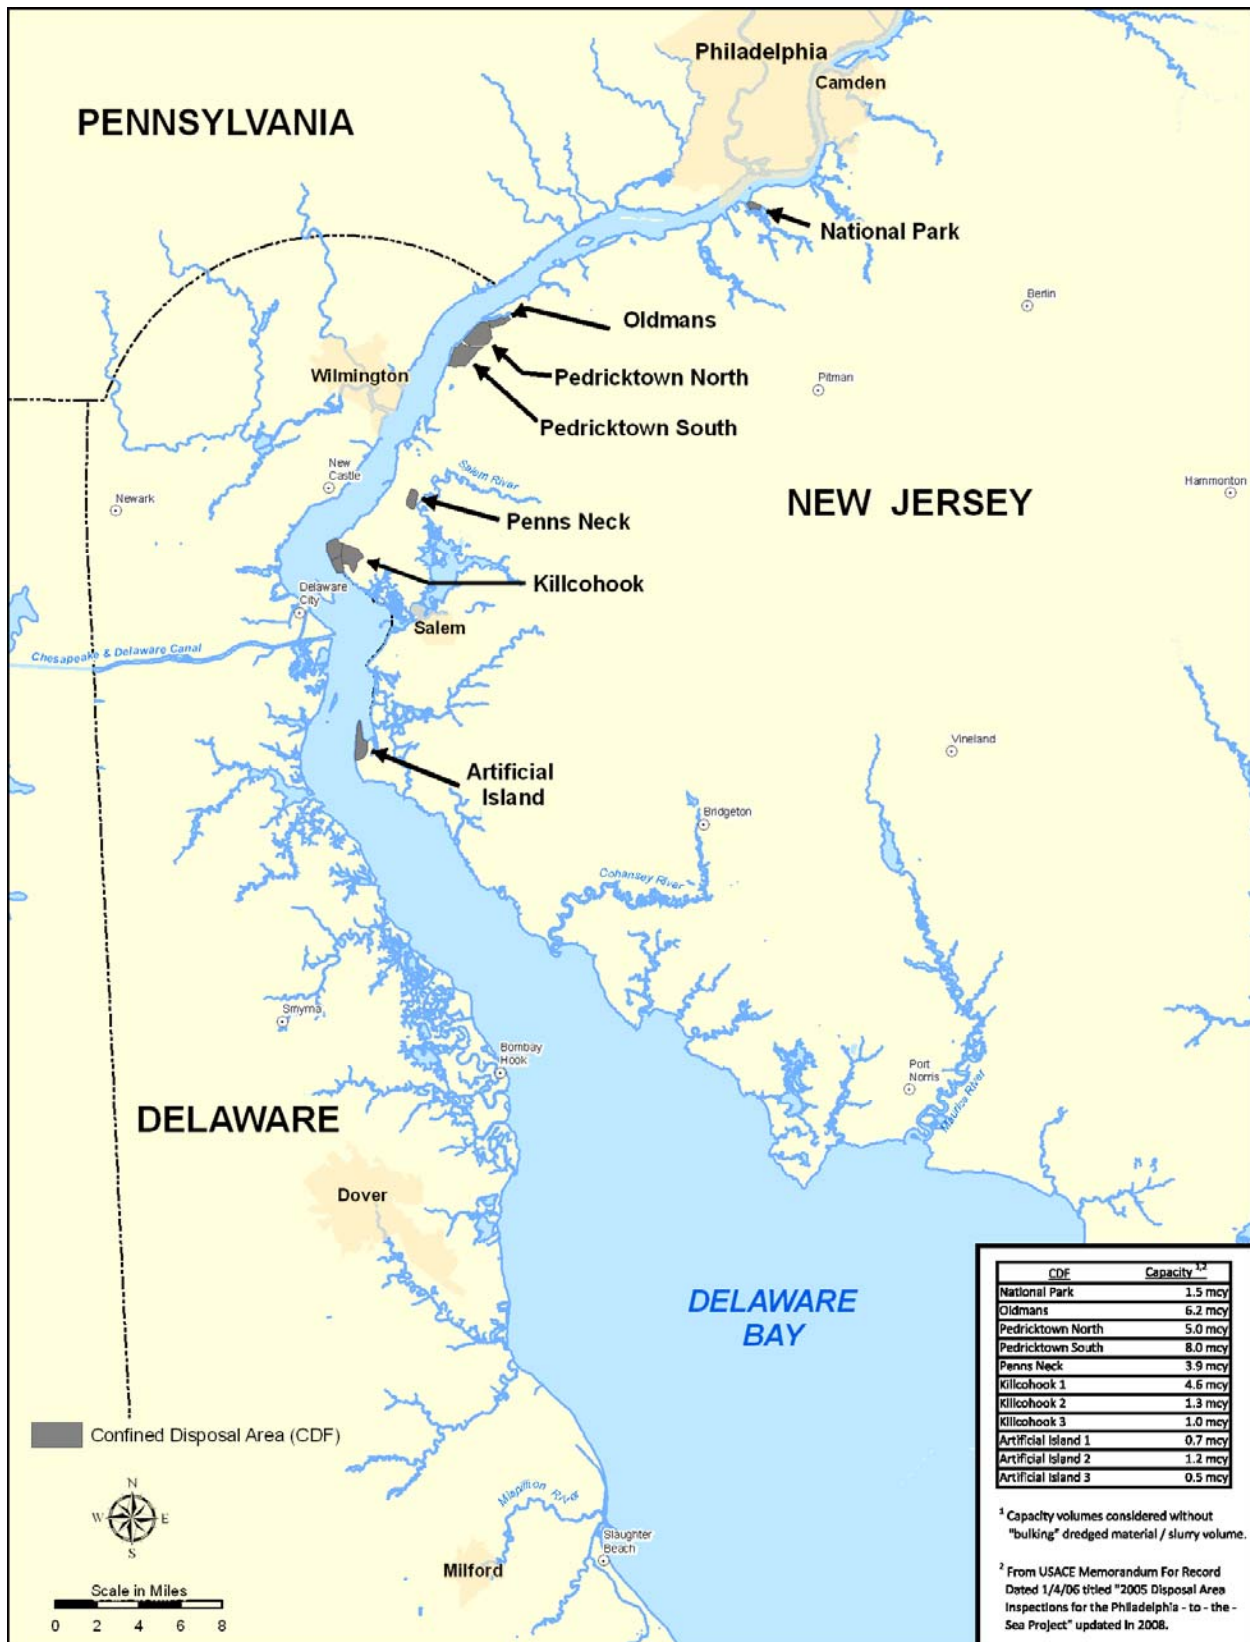 Philadelphia
Camden
PENNSYLVANIA
National Park
Berlin
Oldmans
Pedricktown North
Wilmington
Pitman
Pedricktown South
New
Castle
Salem River
Newark
Hammonton
NEW JERSEY
Penns Neck
Killcohook
Delaware
City
Salem
Chesapeake & Delaware Canal
Vineland
Artificial
Island
Bridgeton
Cohansey River
Smyrna
Bombay
Hook
Port
Norris
Maurice River
DELAWARE
Dover
DELAWARE
BAY
Confined Disposal Area (CDF)
N
W E
S
Mispillion River
Slaughter
Beach
Milford
Scale in Miles
0 2 4 6 8
CDF Capacity 1,2
National Park 1.5 mcy
Oldmans 6.2 mcy
Pedricktown North 5.0 mcy
Pedricktown South 8.0 mcy
Penns Neck 3.9 mcy
Killcohook 1 4.6 mcy
Killcohook 2 1.3 mcy
Killcohook 3 1.0 mcy
Artificial Island 1 0.7 mcy
Artificial Island 2 1.2 mcy
Artificial Island 3 0.5 mcy
1 Capacity volumes considered without
"bulking" dredged material / slurry volume.
2 From USACE Memorandum For Record
Dated 1/4/06 titled "2005 Disposal Area
Inspections for the Philadelphia - to - the -
Sea Project" updated in 2008.